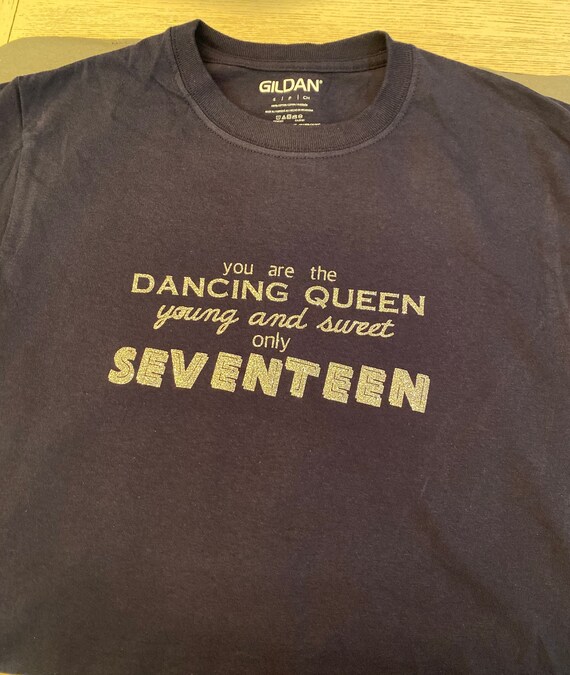 GILDAN®
you are the
DANCING QUEEN
young and sweet
only
SEVENTEEN